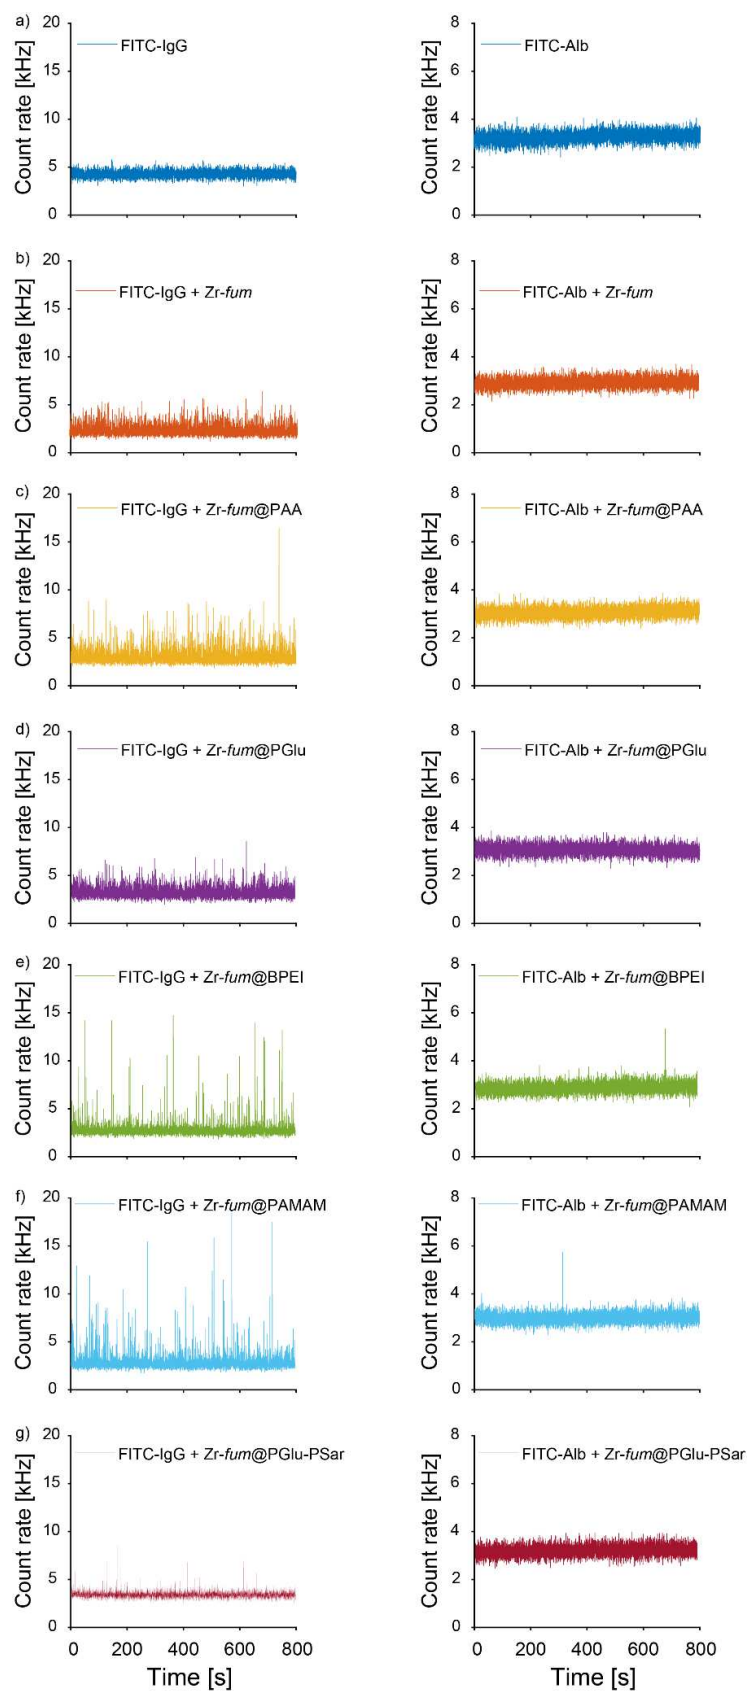 a)
20
15
10
5
0
Count rate [kHz]
FITC-IgG
8
6
4
2
0
Count rate [kHz]
FITC-Alb
b)
20
15
10
5
0
Count rate [kHz]
FITC-IgG + Zr-fum
8
6
4
2
0
Count rate [kHz]
FITC-Alb + Zr-fum
c)
20
15
10
5
0
Count rate [kHz]
FITC-IgG + Zr-fum@PAA
8
6
4
2
0
Count rate [kHz]
FITC-Alb + Zr-fum@PAA
d)
20
15
10
5
0
Count rate [kHz]
FITC-IgG + Zr-fum@PGlu
8
6
4
2
0
Count rate [kHz]
FITC-Alb + Zr-fum@PGlu
e)
20
15
10
5
0
Count rate [kHz]
FITC-IgG + Zr-fum@BPEI
8
6
4
2
0
Count rate [kHz]
FITC-Alb + Zr-fum@BPEI
f)
20
15
10
5
0
Count rate [kHz]
FITC-IgG + Zr-fum@PAMAM
8
6
4
2
0
Count rate [kHz]
FITC-Alb + Zr-fum@PAMAM
g)
20
15
10
5
0
Count rate [kHz]
FITC-IgG + Zr-fum@PGlu-PSar
0 200 400 600 800
Time [s]
8
6
4
2
0
Count rate [kHz]
FITC-Alb + Zr-fum@PGlu-PSar
0 200 400 600 800
Time [s]